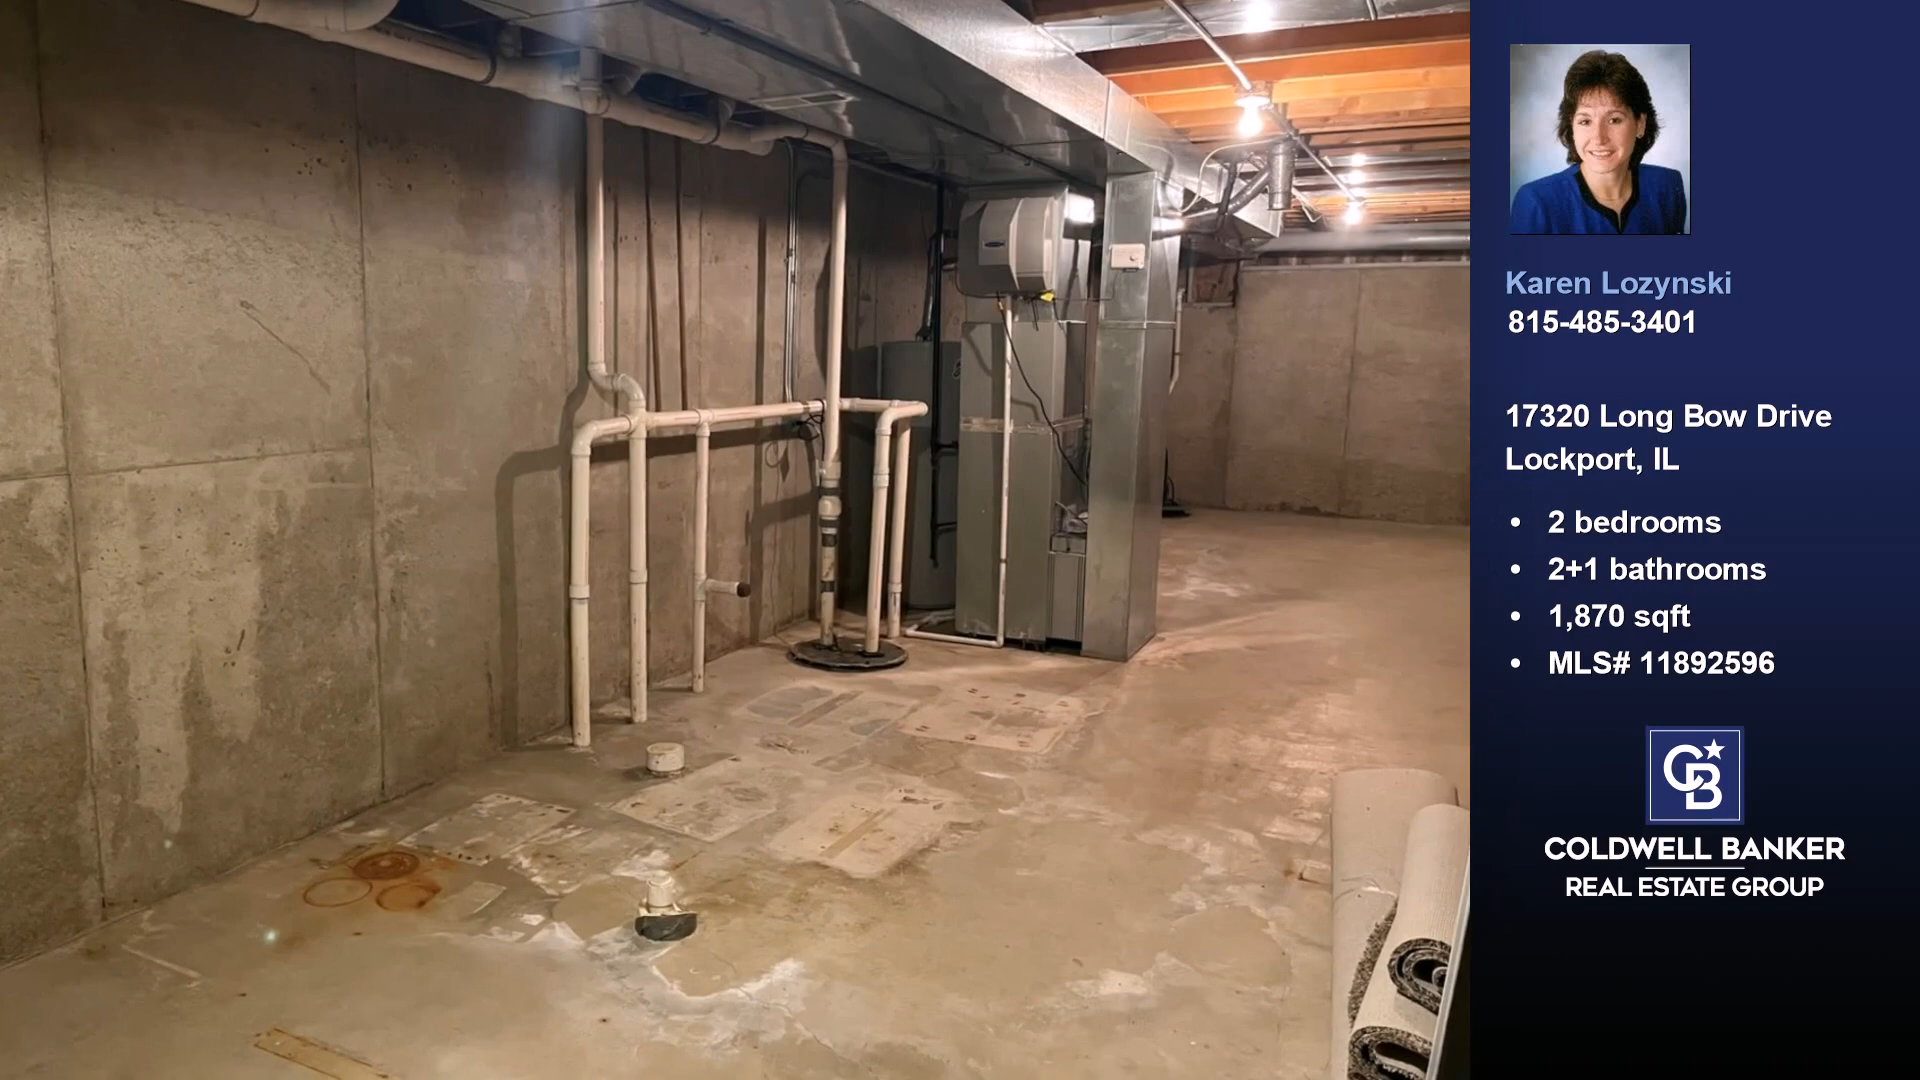 Karen Lozynski
815-485-3401
17320 Long Bow Drive
Lockport, IL
• 2 bedrooms
• 2+1 bathrooms
• 1,870 sqft
• MLS# 11892596
CB
COLDWELL BANKER
REAL ESTATE GROUP